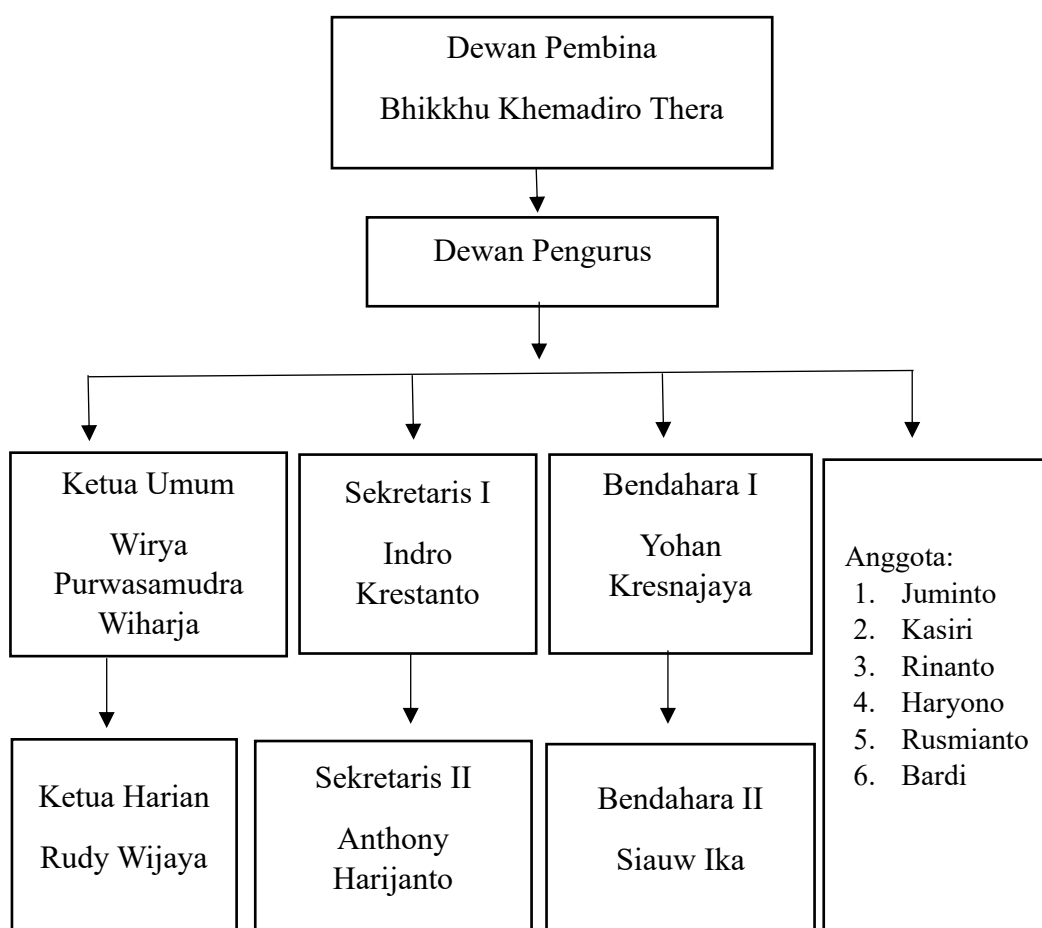 Dewan Pembina
Bhikkhu Khemadiro Thera
Dewan Pengurus
Ketua Umum
Wirya
Purwasamudra
Wiharja
Sekretaris I
Indro
Krestanto
Bendahara I
Yohan
Kresnajaya
Anggota:
1. Juminto
2. Kasiri
3. Rinanto
4. Haryono
5. Rusmianto
6. Bardi
Ketua Harian
Rudy Wijaya
Sekretaris II
Anthony
Harijanto
Bendahara II
Siauw Ika